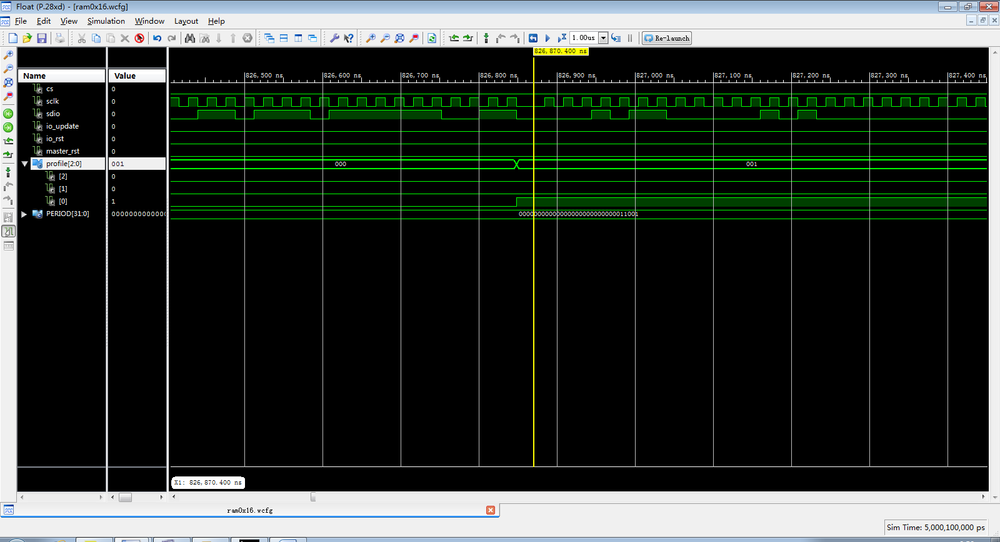 Float (P.28xd) - [ram0x16.wcfg]
File Edit View Simulation Window Layout Help
1.00us Re-launch
826,870.400 ns
Name Value
826,500 ns 826,600 ns 826,700 ns 826,800 ns 826,900 ns 827,000 ns 827,100 ns 827,200 ns 827,300 ns 827,400 ns
cs 0
sclk 0
sdio 0
io_update 0
io_rst 0
master_rst 0
profile[2:0] 001 000 001
[2] 0
[1] 0
[0] 1
PERIOD[31:0] 0000000000000 00000000000000000000000000011001
X1: 826,870.400 ns
ram0x16.wcfg
Sim Time: 5,000,100,000 ps